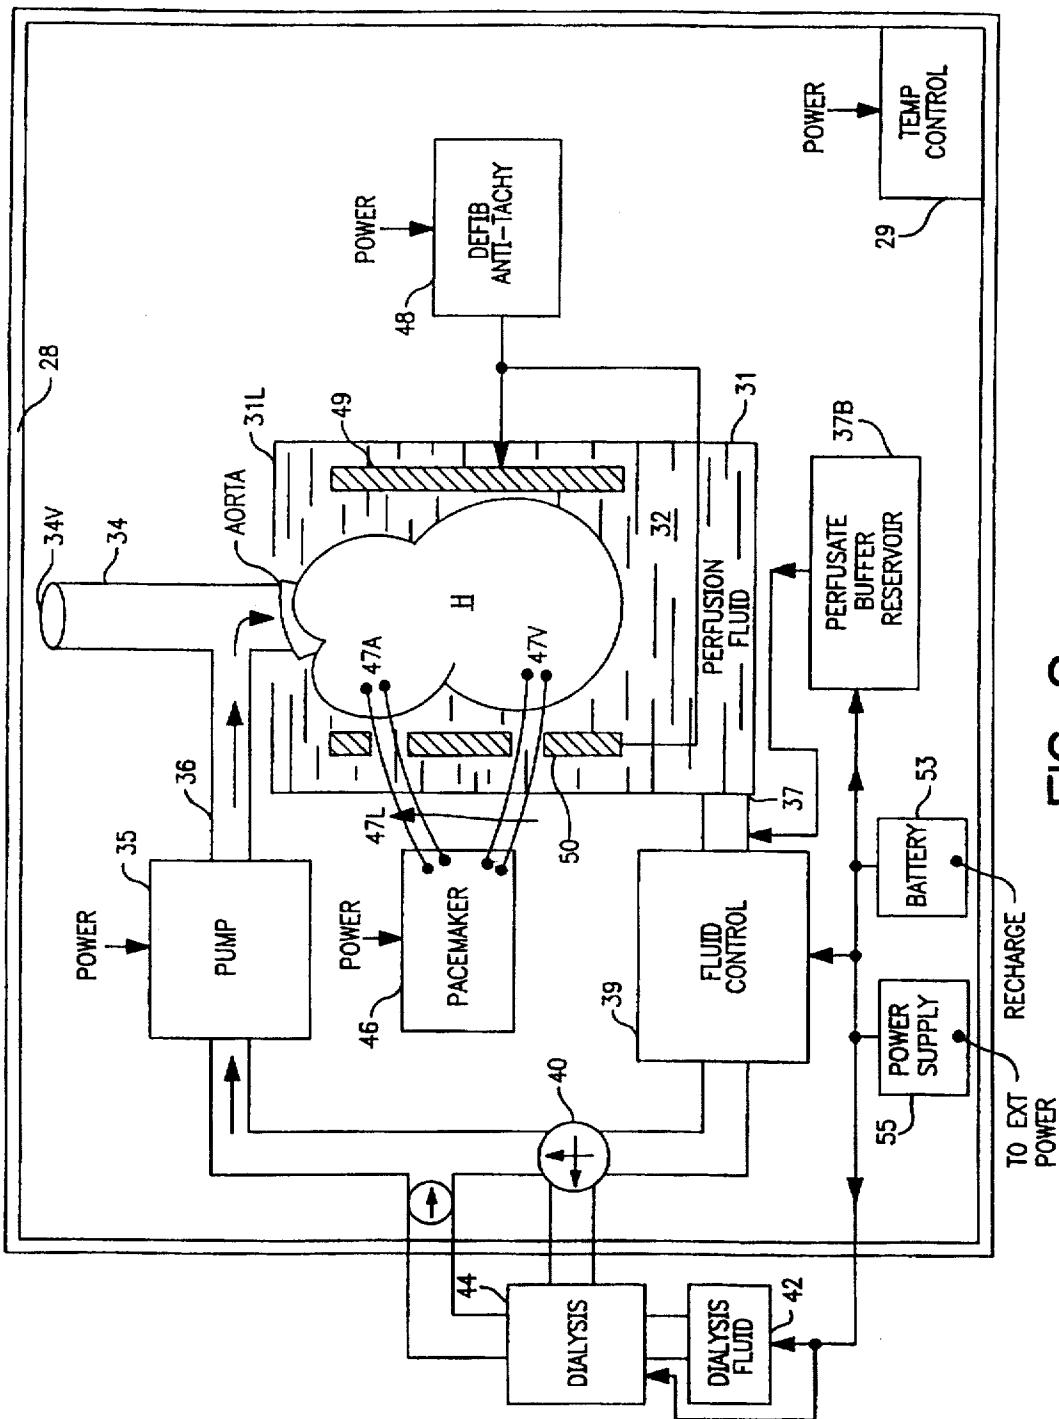 28
34V
34
AORTA
31L
49
POWER
DEFIB
ANTI-TACHY
48
POWER
TEMP
CONTROL
29
36
35
POWER
PUMP
H
47A
47V
47L
32
PERFUSION
FLUID
31
POWER
PACEMAKER
46
50
37
37B
PERFUSATE
BUFFER
RESERVOIR
39
FLUID
CONTROL
40
44
DIALYSIS
DIALYSIS
FLUID
42
BATTERY
53
RECHARGE
POWER
SUPPLY
55
TO EXT
POWER